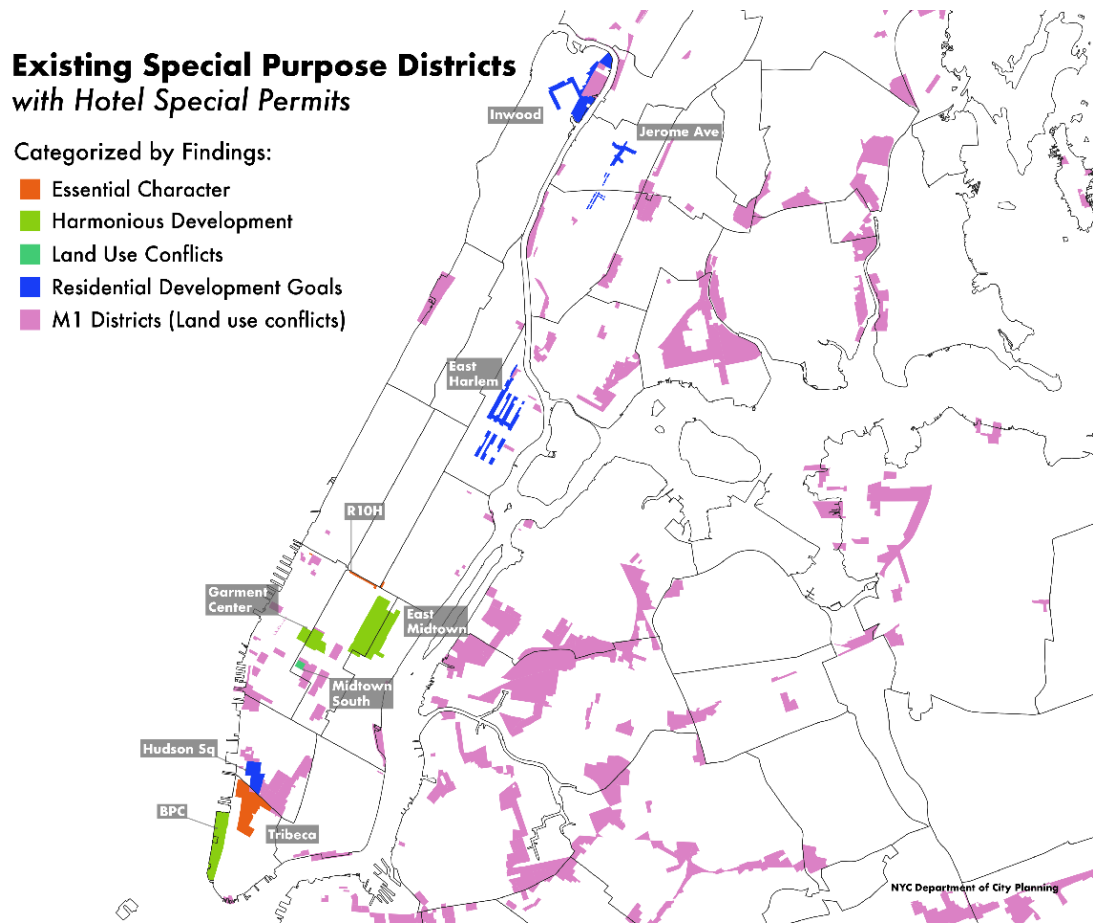 Existing Special Purpose Districts
with Hotel Special Permits
Categorized by Findings:
Essential Character
Harmonious Development
Land Use Conflicts
Residential Development Goals
M1 Districts (Land use conflicts)
Inwood
Jerome Ave
East
Harlem
R10H
Garment
Center
East
Midtown
Midtown
South
Hudson Sq
BPC
Tribeca
NYC Department of City Planning